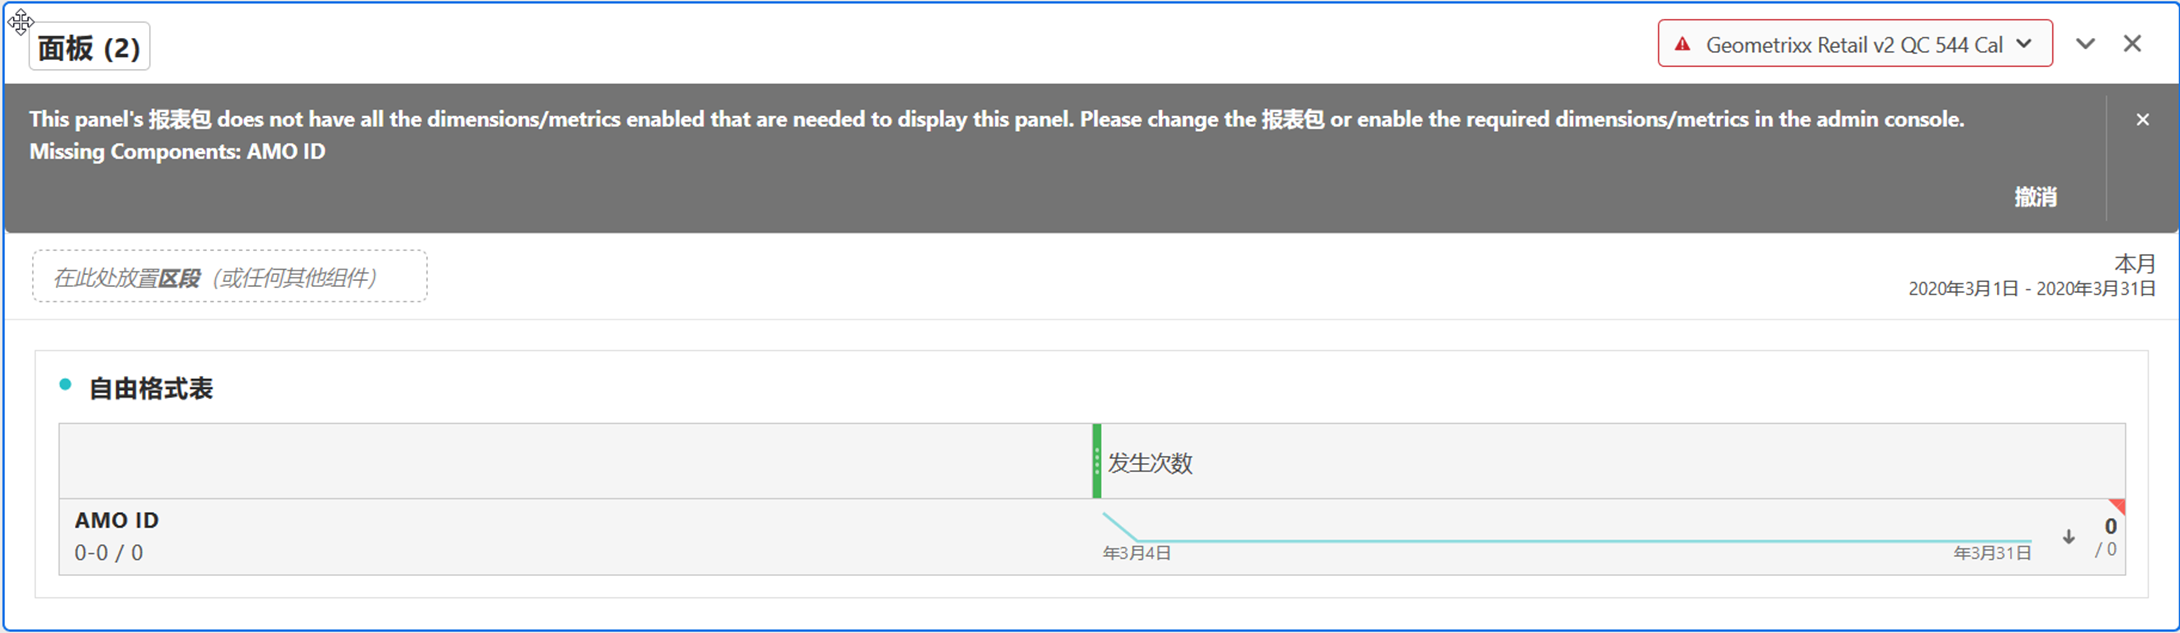 面板 (2)
Geometrixx Retail v2 QC 544 Cal
This panel's 报表包 does not have all the dimensions/metrics enabled that are needed to display this panel. Please change the 报表包 or enable the required dimensions/metrics in the admin console.
Missing Components: AMO ID
撤消
在此处放置区段（或任何其他组件）
本月
2020年3月1日 - 2020年3月31日
自由格式表
发生次数
AMO ID
0-0 / 0
年3月4日
年3月31日
0
/ 0